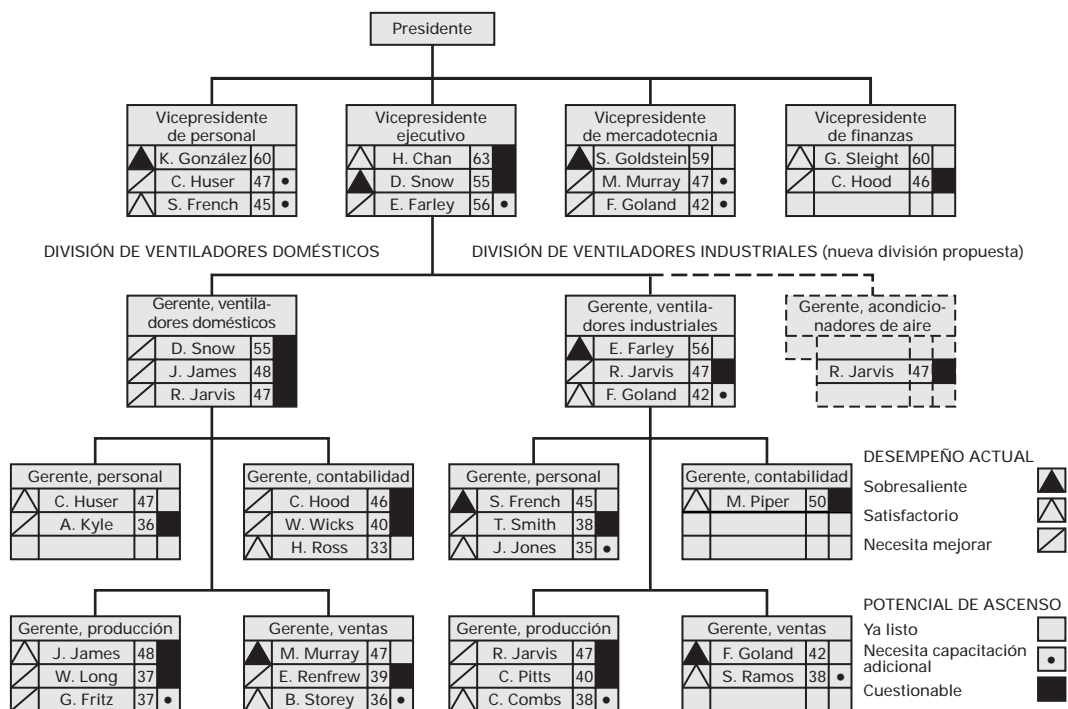 Presidente
Vicepresidente
de personal
K. González 60
C. Huser 47
S. French 45
Vicepresidente
ejecutivo
H. Chan 63
D. Snow 55
E. Farley 56
Vicepresidente
de mercadotecnia
S. Goldstein 59
M. Murray 47
F. Goland 42
Vicepresidente
de finanzas
G. Sleight 60
C. Hood 46
DIVISIÓN DE VENTILADORES DOMÉSTICOS
DIVISIÓN DE VENTILADORES INDUSTRIALES (nueva división propuesta)
Gerente, ventila-
dores domésticos
D. Snow 55
J. James 48
R. Jarvis 47
Gerente, ventila-
dores industriales
E. Farley 56
R. Jarvis 47
F. Goland 42
Gerente, acondicio-
nadores de aire
R. Jarvis 47
Gerente, personal
C. Huser 47
A. Kyle 36
Gerente, contabilidad
C. Hood 46
W. Wicks 40
H. Ross 33
Gerente, personal
S. French 45
T. Smith 38
J. Jones 35
Gerente, contabilidad
M. Piper 50
DESEMPEÑO ACTUAL
Sobresaliente
Satisfactorio
Necesita mejorar
Gerente, producción
J. James 48
W. Long 37
G. Fritz 37
Gerente, ventas
M. Murray 47
E. Renfrew 39
B. Storey 36
Gerente, producción
R. Jarvis 47
C. Pitts 40
C. Combs 38
Gerente, ventas
F. Goland 42
S. Ramos 38
POTENCIAL DE ASCENSO
Ya listo
Necesita capacitación
adicional
Cuestionable